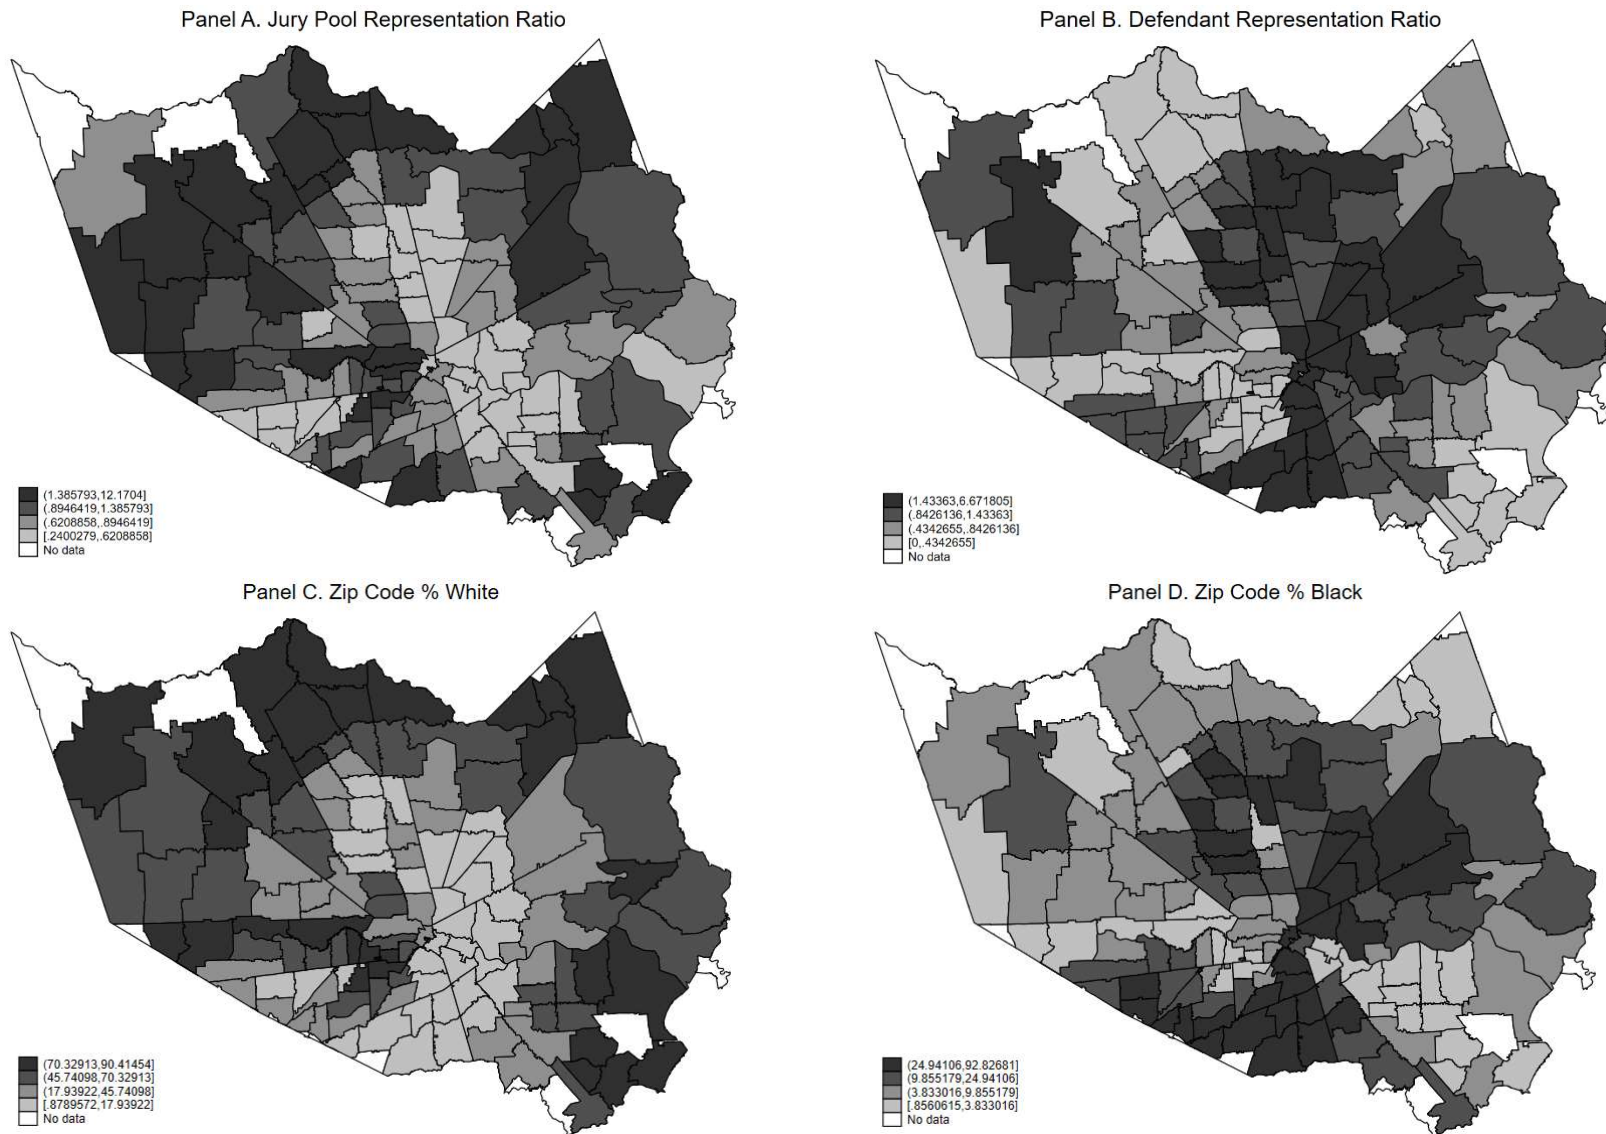 Panel A. Jury Pool Representation Ratio
(1.385793,12.1704]
(.8946419,1.385793]
(.6208858,.8946419]
[.2400279,.6208858]
No data
Panel B. Defendant Representation Ratio
(1.43363,6.671805]
(.8426136,1.43363]
(.4342655,.8426136]
[0,.4342655]
No data
Panel C. Zip Code % White
(70.32913,90.41454]
(45.74098,70.32913]
(17.93922,45.74098]
[.8789572,17.93922]
No data
Panel D. Zip Code % Black
(24.94106,92.82681]
(9.855179,24.94106]
(3.833016,9.855179]
[.8560615,3.833016]
No data